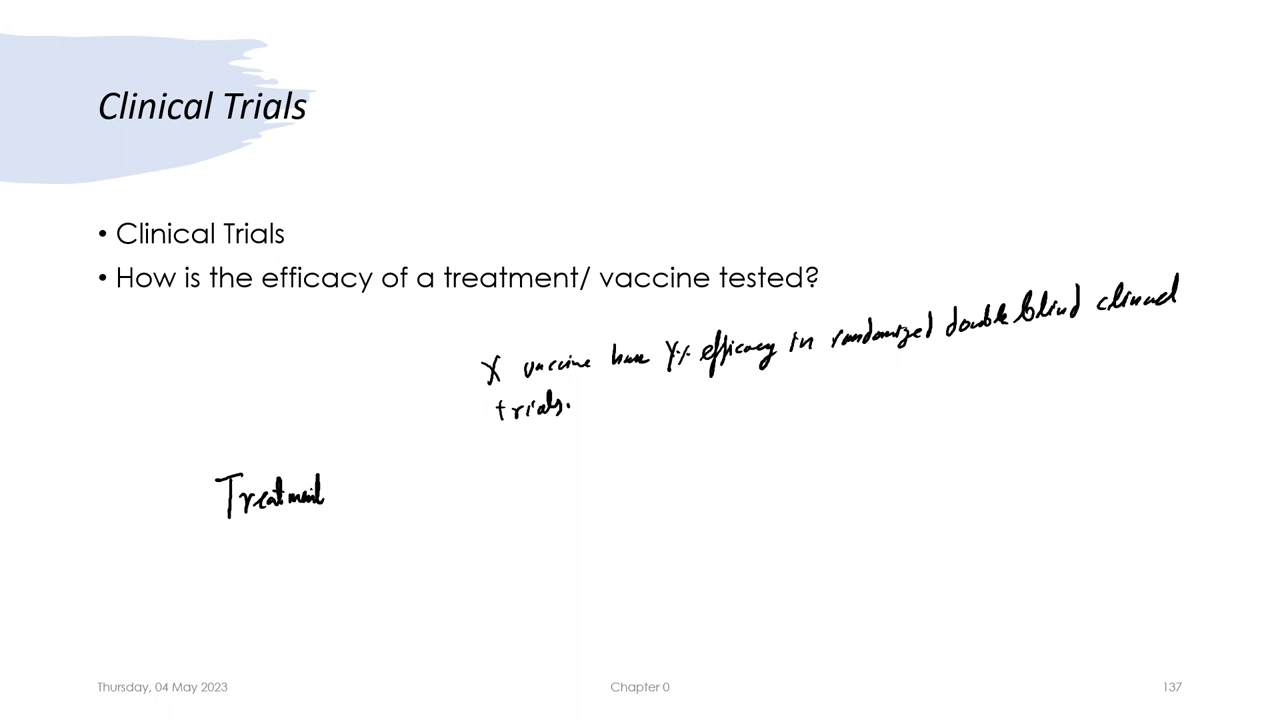 Clinical Trials
• Clinical Trials
• How is the efficacy of a treatment/ vaccine tested?
X vaccine have Y% efficacy in randomized double blind clinical
trials.
Treatment
Thursday, 04 May 2023
Chapter 0
137